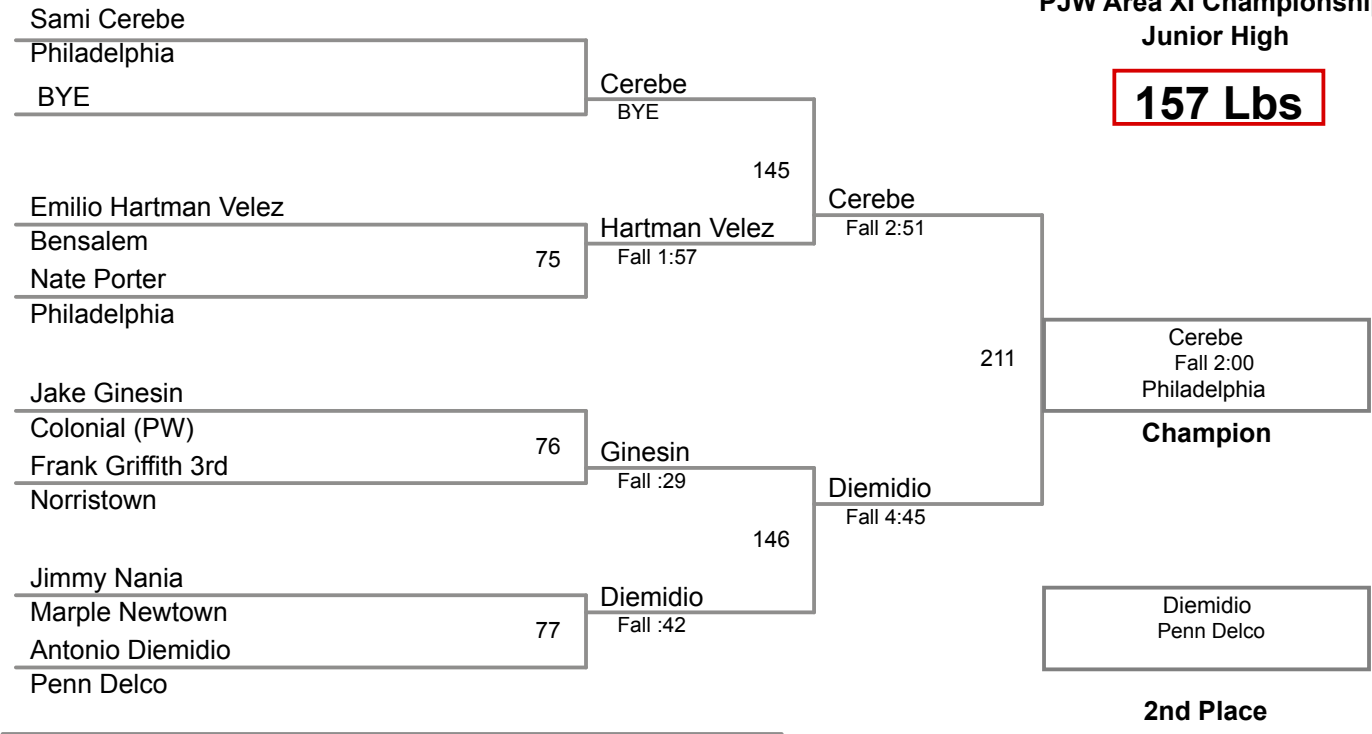 PJW Area XI Championshi
Junior High
157 Lbs
Sami Cerebe
Philadelphia
BYE
Cerebe
BYE
145
Emilio Hartman Velez
Bensalem
75
Nate Porter
Philadelphia
Hartman Velez
Fall 1:57
Cerebe
Fall 2:51
211
Jake Ginesin
Colonial (PW)
76
Frank Griffith 3rd
Norristown
Ginesin
Fall :29
146
Jimmy Nania
Marple Newtown
77
Antonio Diemidio
Penn Delco
Diemidio
Fall :42
Diemidio
Fall 4:45
Cerebe
Fall 2:00
Philadelphia
Champion
Diemidio
Penn Delco
2nd Place